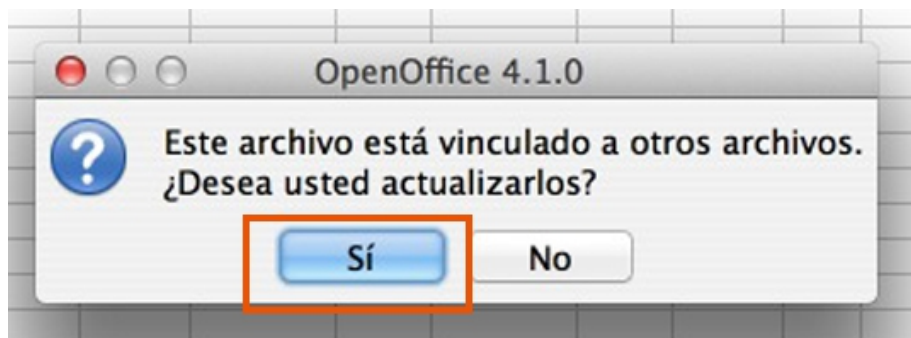 OpenOffice 4.1.0
Este archivo está vinculado a otros archivos.
¿Desea usted actualizarlos?
Sí No